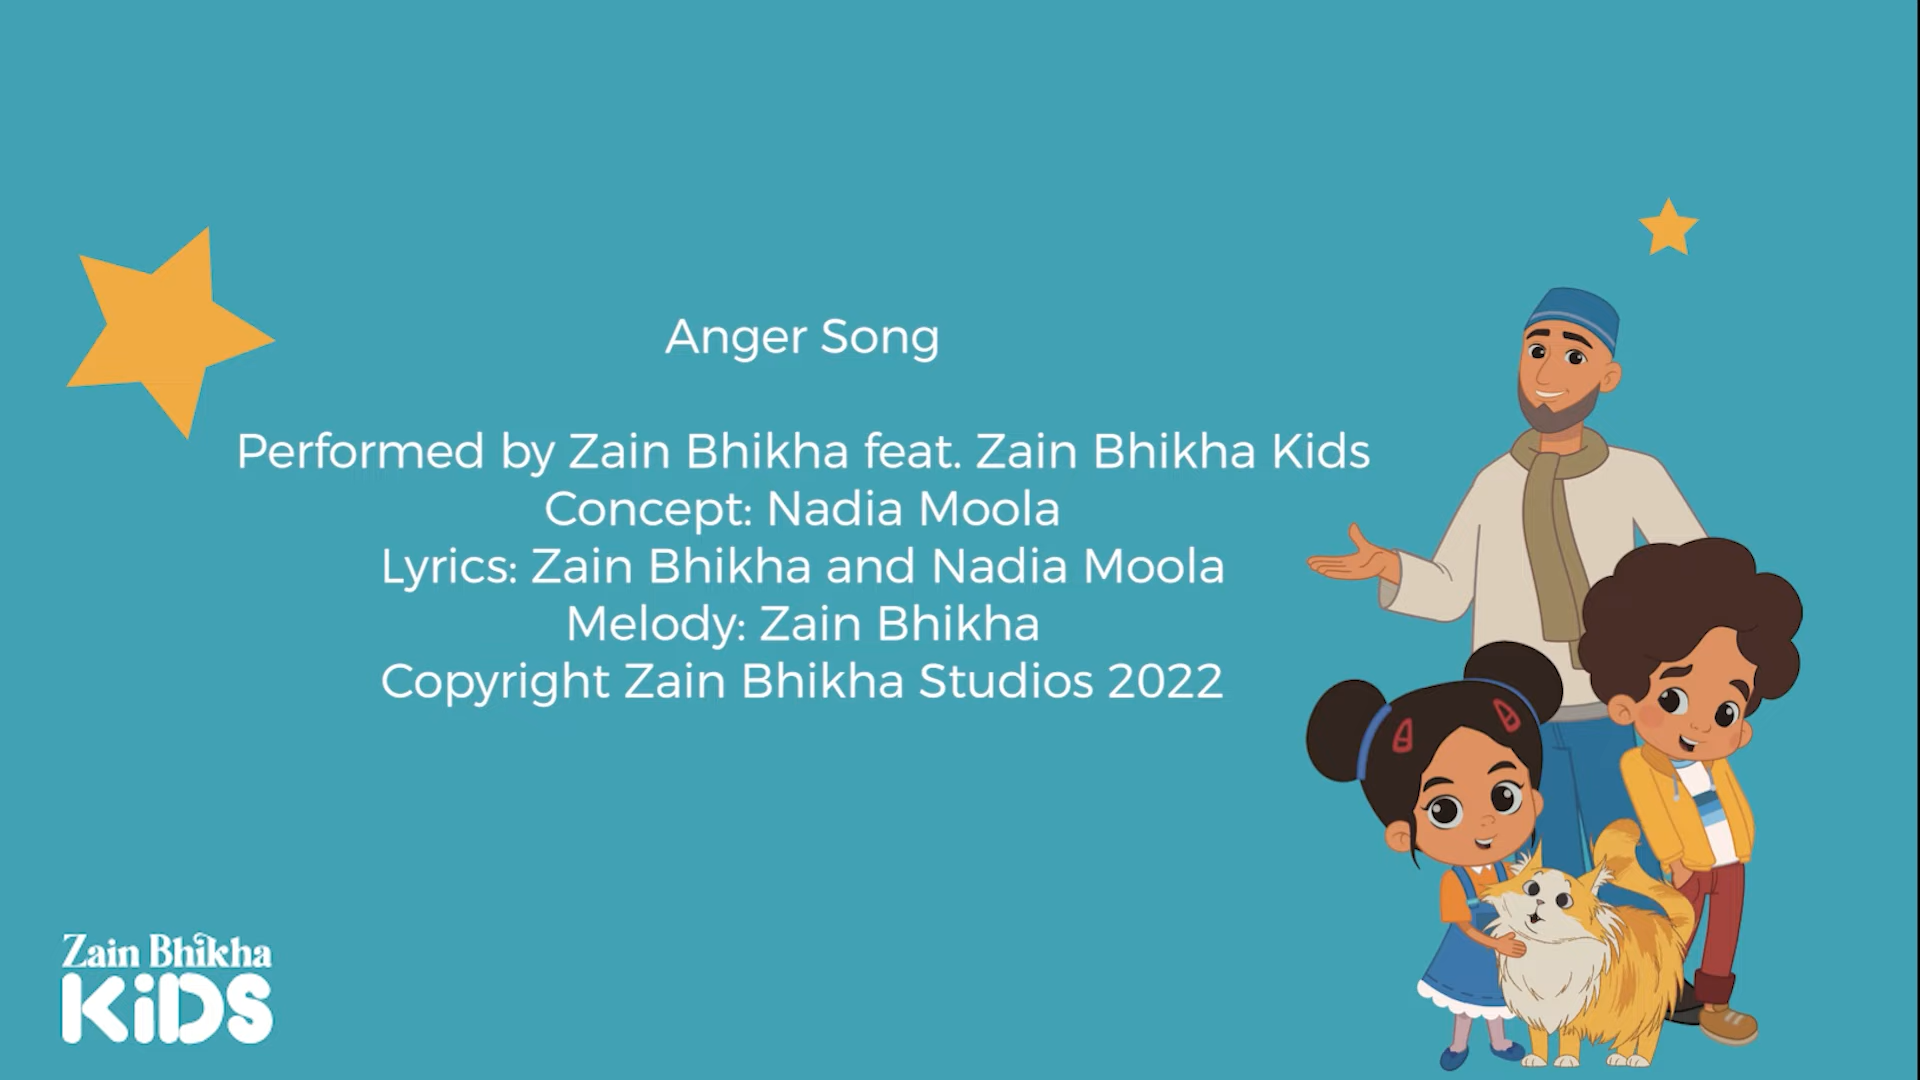 Anger Song
Performed by Zain Bhikha feat. Zain Bhikha Kids
Concept: Nadia Moola
Lyrics: Zain Bhikha and Nadia Moola
Melody: Zain Bhikha
Copyright Zain Bhikha Studios 2022
Zain Bhikha
KiDS